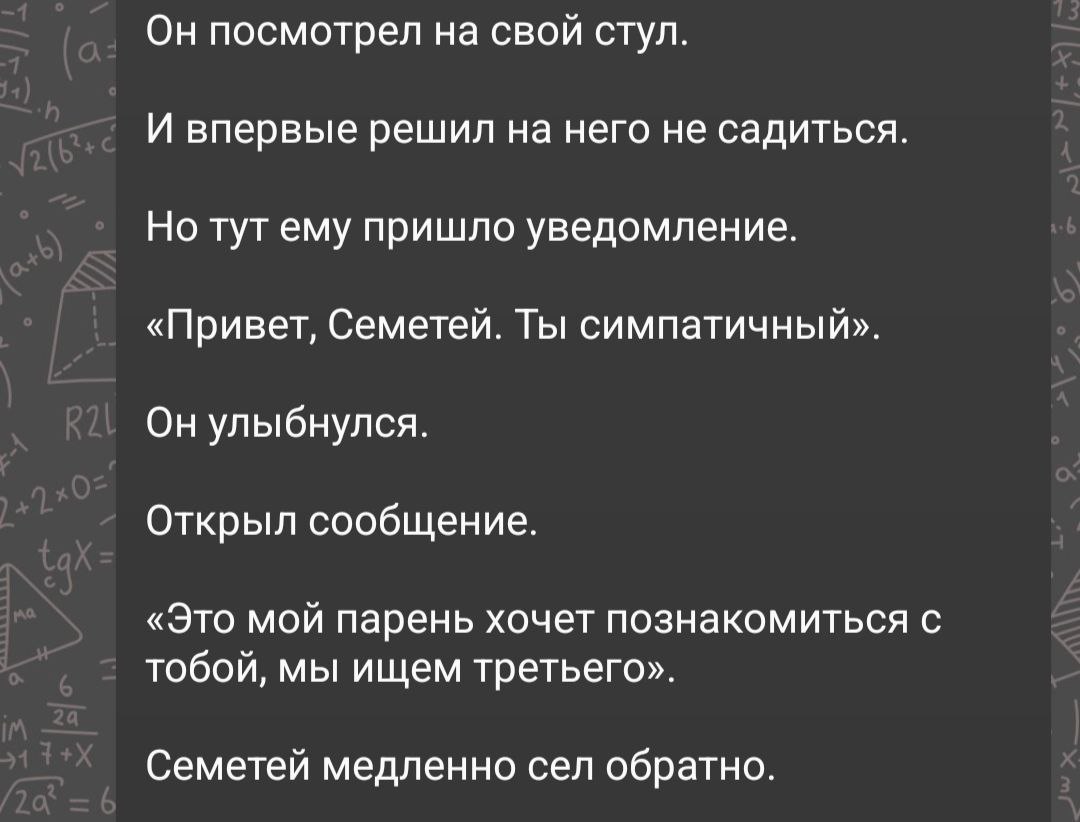 Он посмотрел на свой стул.
И впервые решил на него не садиться.
Но тут ему пришло уведомление.
«Привет, Семетей. Ты симпатичный».
Он улыбнулся.
Открыл сообщение.
«Это мой парень хочет познакомиться с
тобой, мы ищем третьего».
Семетей медленно сел обратно.